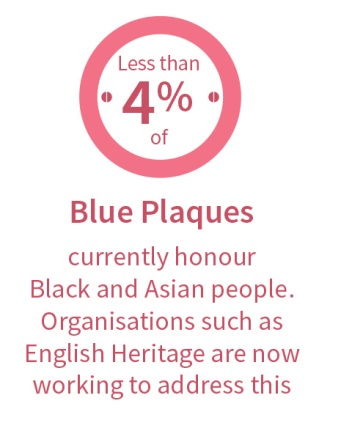 Less than
4%
of
Blue Plaques
currently honour
Black and Asian people.
Organisations such as
English Heritage are now
working to address this